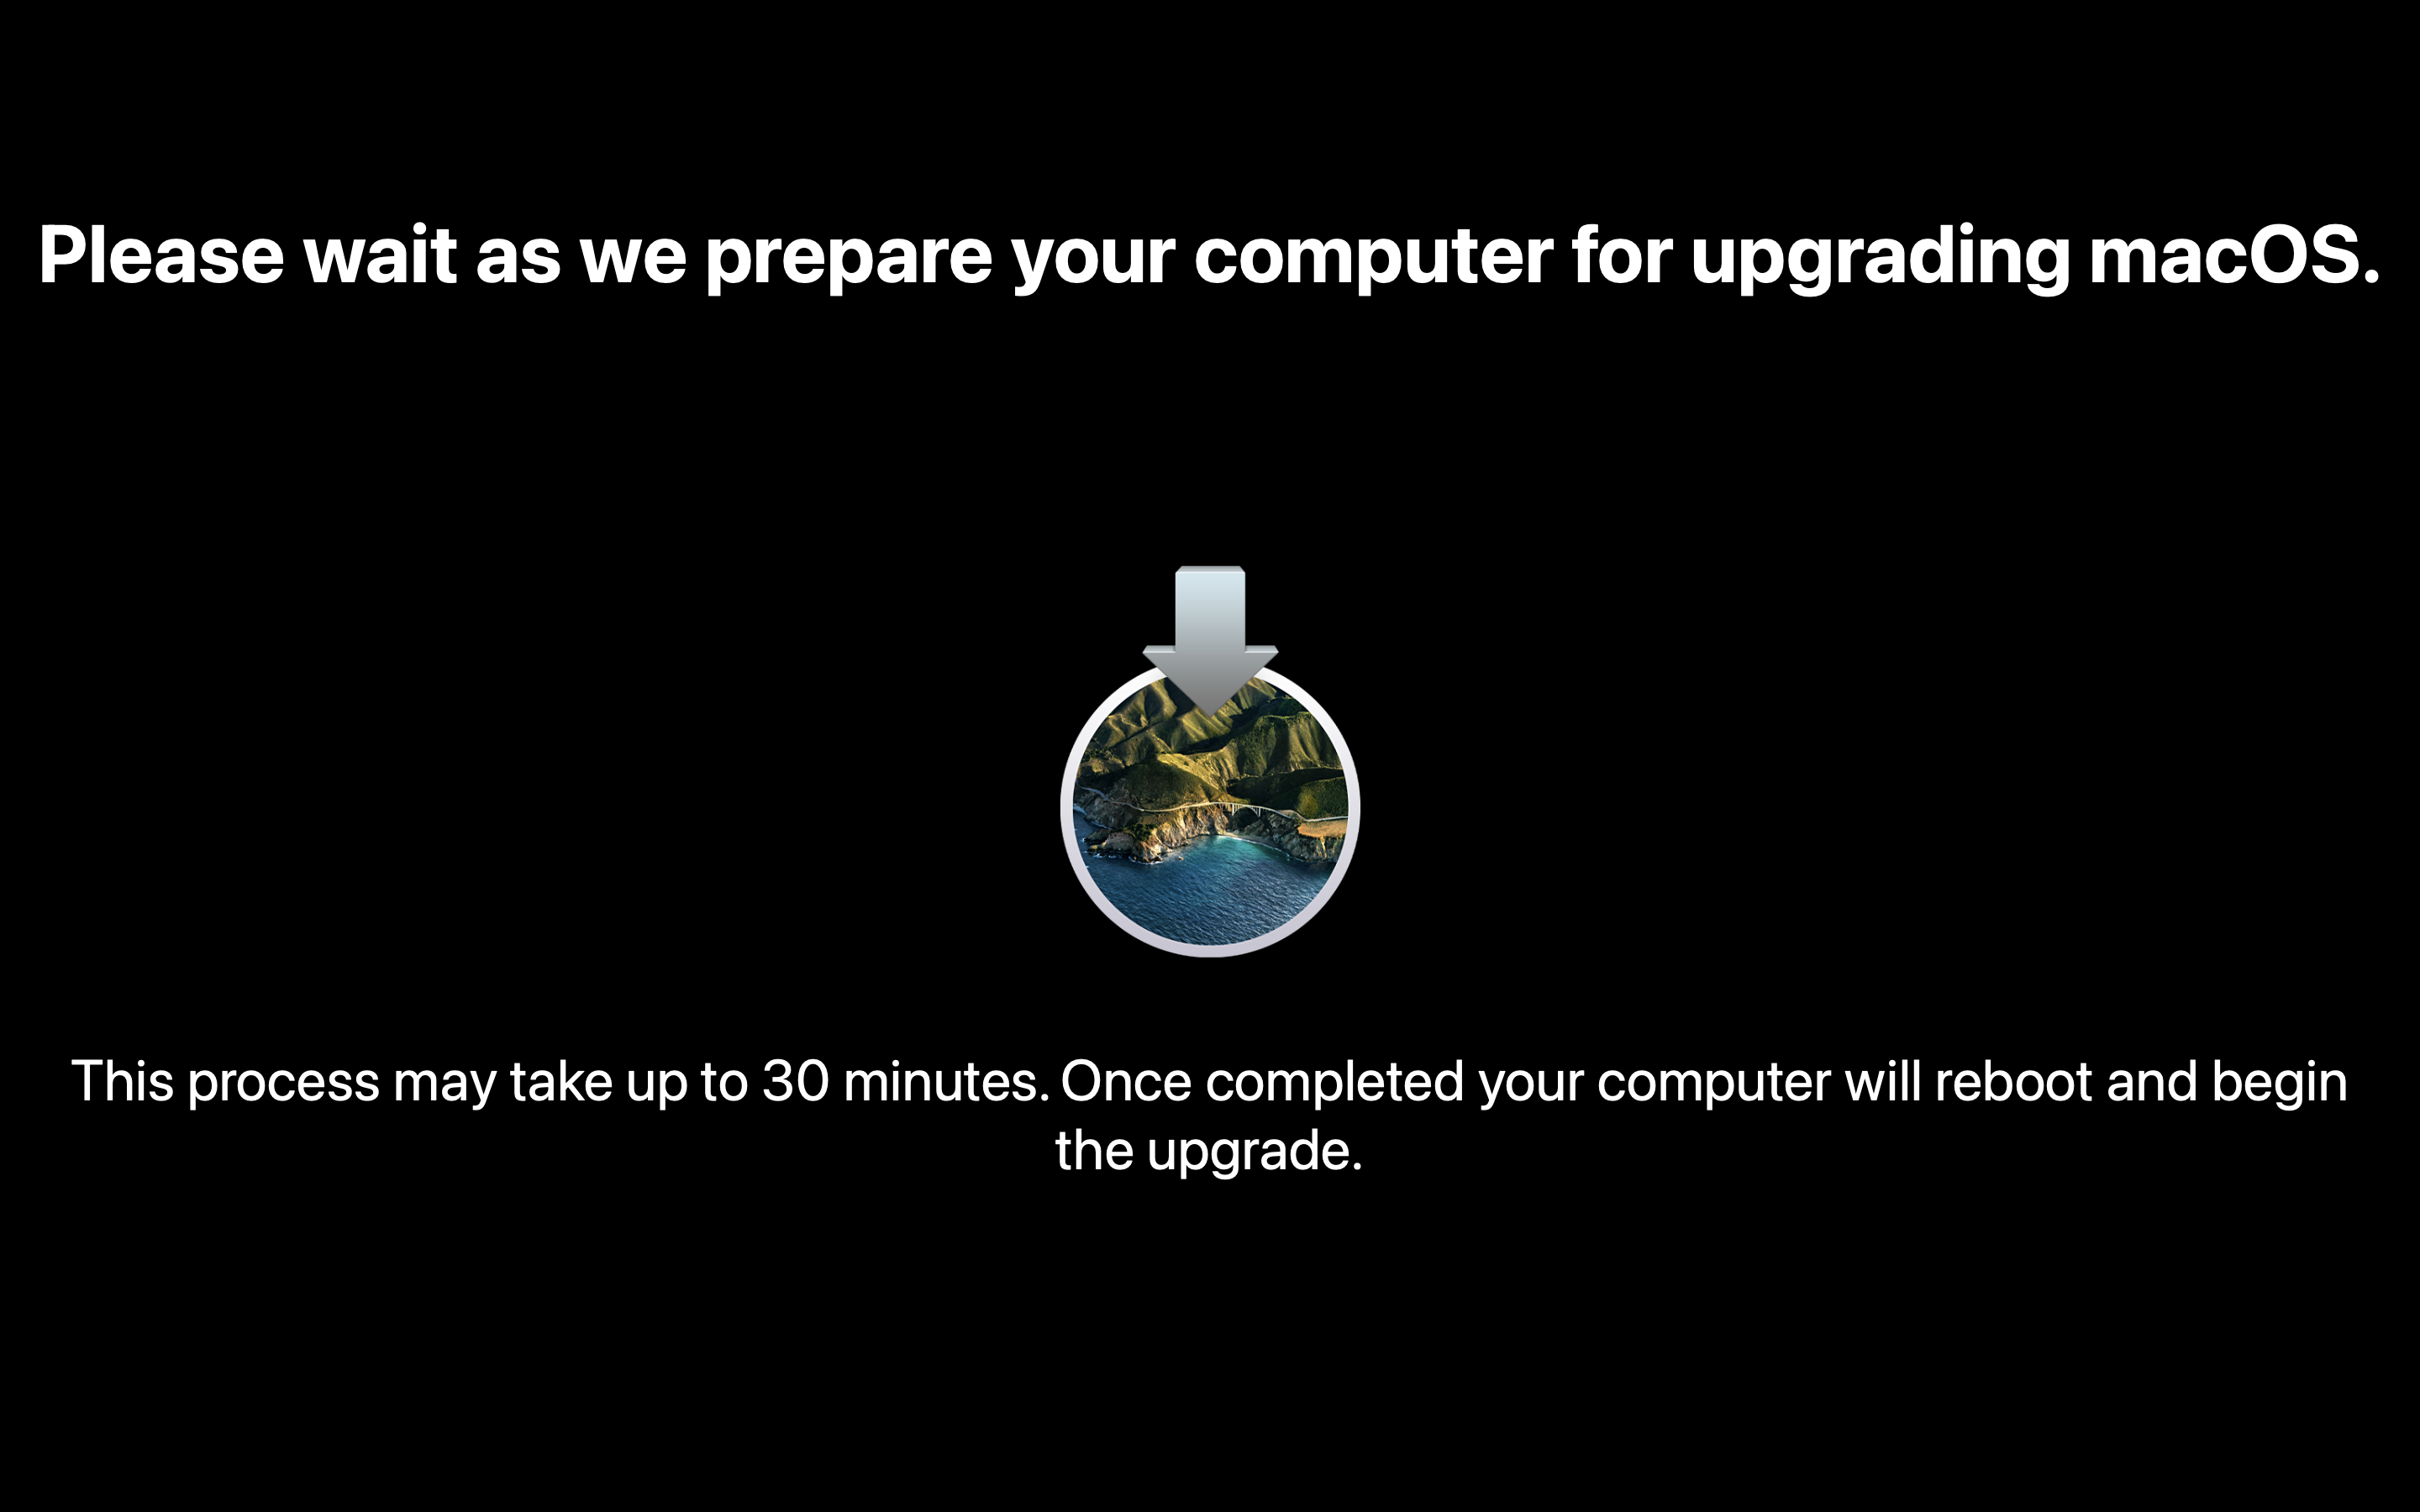 Please wait as we prepare your computer for upgrading macOS.
This process may take up to 30 minutes. Once completed your computer will reboot and begin
the upgrade.